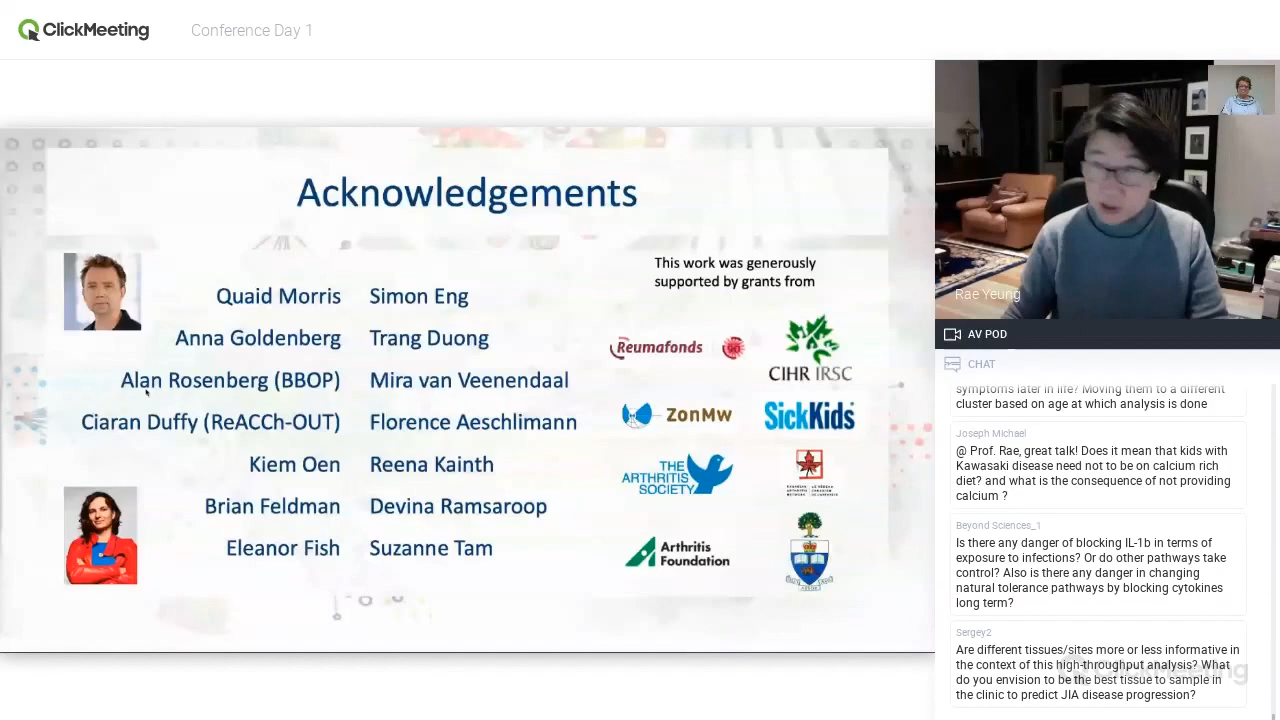 ClickMeeting
Conference Day 1
Acknowledgements
Quaid Morris
Anna Goldenberg
Alan Rosenberg (BBOP)
Ciaran Duffy (ReACCh-OUT)
Kiem Oen
Brian Feldman
Eleanor Fish
Simon Eng
Trang Duong
Mira van Veenendaal
Florence Aeschlimann
Reena Kainth
Devina Ramsaroop
Suzanne Tam
This work was generously
supported by grants from
Reumafonds
CIHR IRSC
ZonMw
SickKids
THE
ARTHRITIS
SOCIETY
Arthritis
Foundation
Rae Yeung
AV POD
CHAT
symptoms later in life? Moving them to a different
cluster based on age at which analysis is done
Joseph Michael
@ Prof. Rae, great talk! Does it mean that kids with
Kawasaki disease need not to be on calcium rich
diet? and what is the consequence of not providing
calcium ?
Beyond Sciences_1
Is there any danger of blocking IL-1b in terms of
exposure to infections? Or do other pathways take
control? Also is there any danger in changing
natural tolerance pathways by blocking cytokines
long term?
Sergey2
Are different tissues/sites more or less informative in
the context of this high-throughput analysis? What
do you envision to be the best tissue to sample in
the clinic to predict JIA disease progression?
ClickMeeting